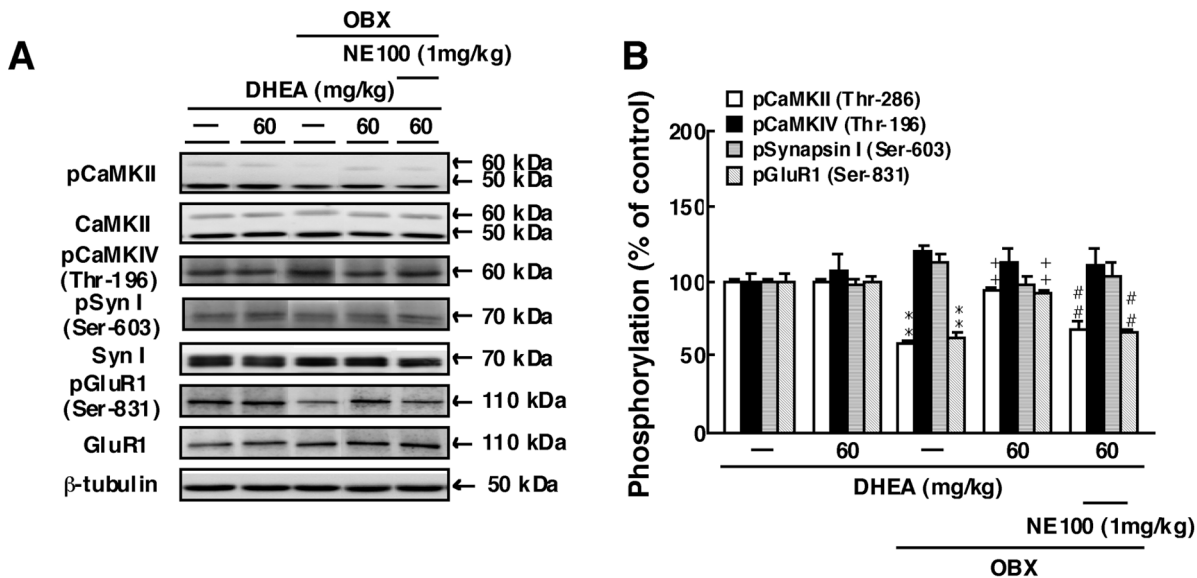 A
OBX
NE100 (1mg/kg)
DHEA (mg/kg)
— 60 — 60 60
pCaMKII
← 60 kDa
← 50 kDa
CaMKII
← 60 kDa
← 50 kDa
pCaMKIV
(Thr-196)
← 60 kDa
pSyn I
(Ser-603)
← 70 kDa
Syn I
← 70 kDa
pGluR1
(Ser-831)
← 110 kDa
GluR1
← 110 kDa
β-tubulin
← 50 kDa
B
Phosphorylation (% of control)
pCaMKII (Thr-286)
pCaMKIV (Thr-196)
pSynapsin I (Ser-603)
pGluR1 (Ser-831)
200
150
100
50
0
**
**
++
++
##
##
— 60 — 60 60
DHEA (mg/kg)
NE100 (1mg/kg)
OBX